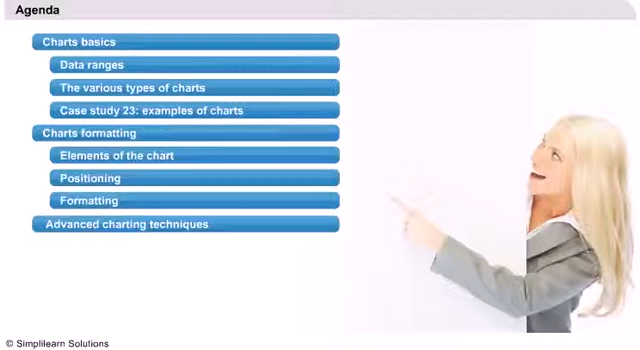 Agenda
Charts basics
Data ranges
The various types of charts
Case study 23: examples of charts
Charts formatting
Elements of the chart
Positioning
Formatting
Advanced charting techniques
© Simplilearn Solutions